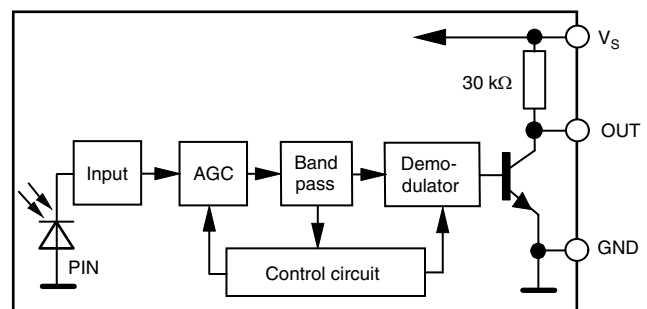 V_S
30 kΩ
OUT
Input
AGC
Band
pass
Demo-
dulator
GND
PIN
Control circuit